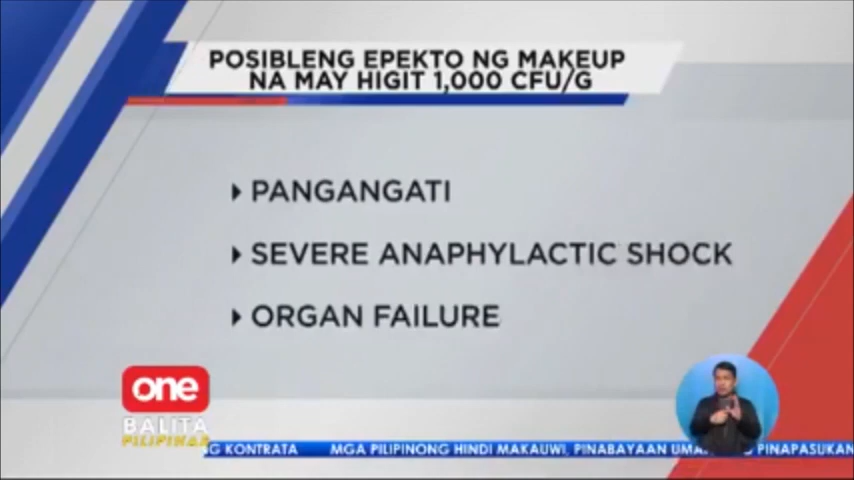 POSIBLENG EPEKTO NG MAKEUP
NA MAY HIGIT 1,000 CFU/G
PANGANGATI
SEVERE ANAPHYLACTIC SHOCK
ORGAN FAILURE
one
BALITA
PILIPINAS
NG KONTRATA MGA PILIPINONG HINDI MAKAUWI, PINABAYAAN PINAPASUKAN